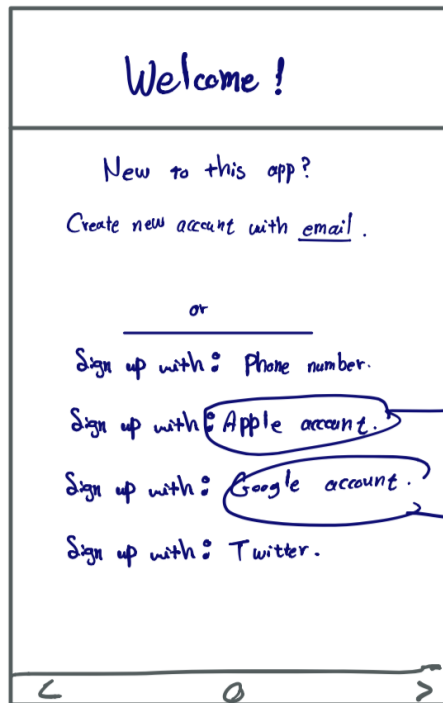 Welcome!
New to this app?
Create new account with email.
or
Sign up with: Phone number.
Sign up with: Apple account.
Sign up with: Google account.
Sign up with: Twitter.